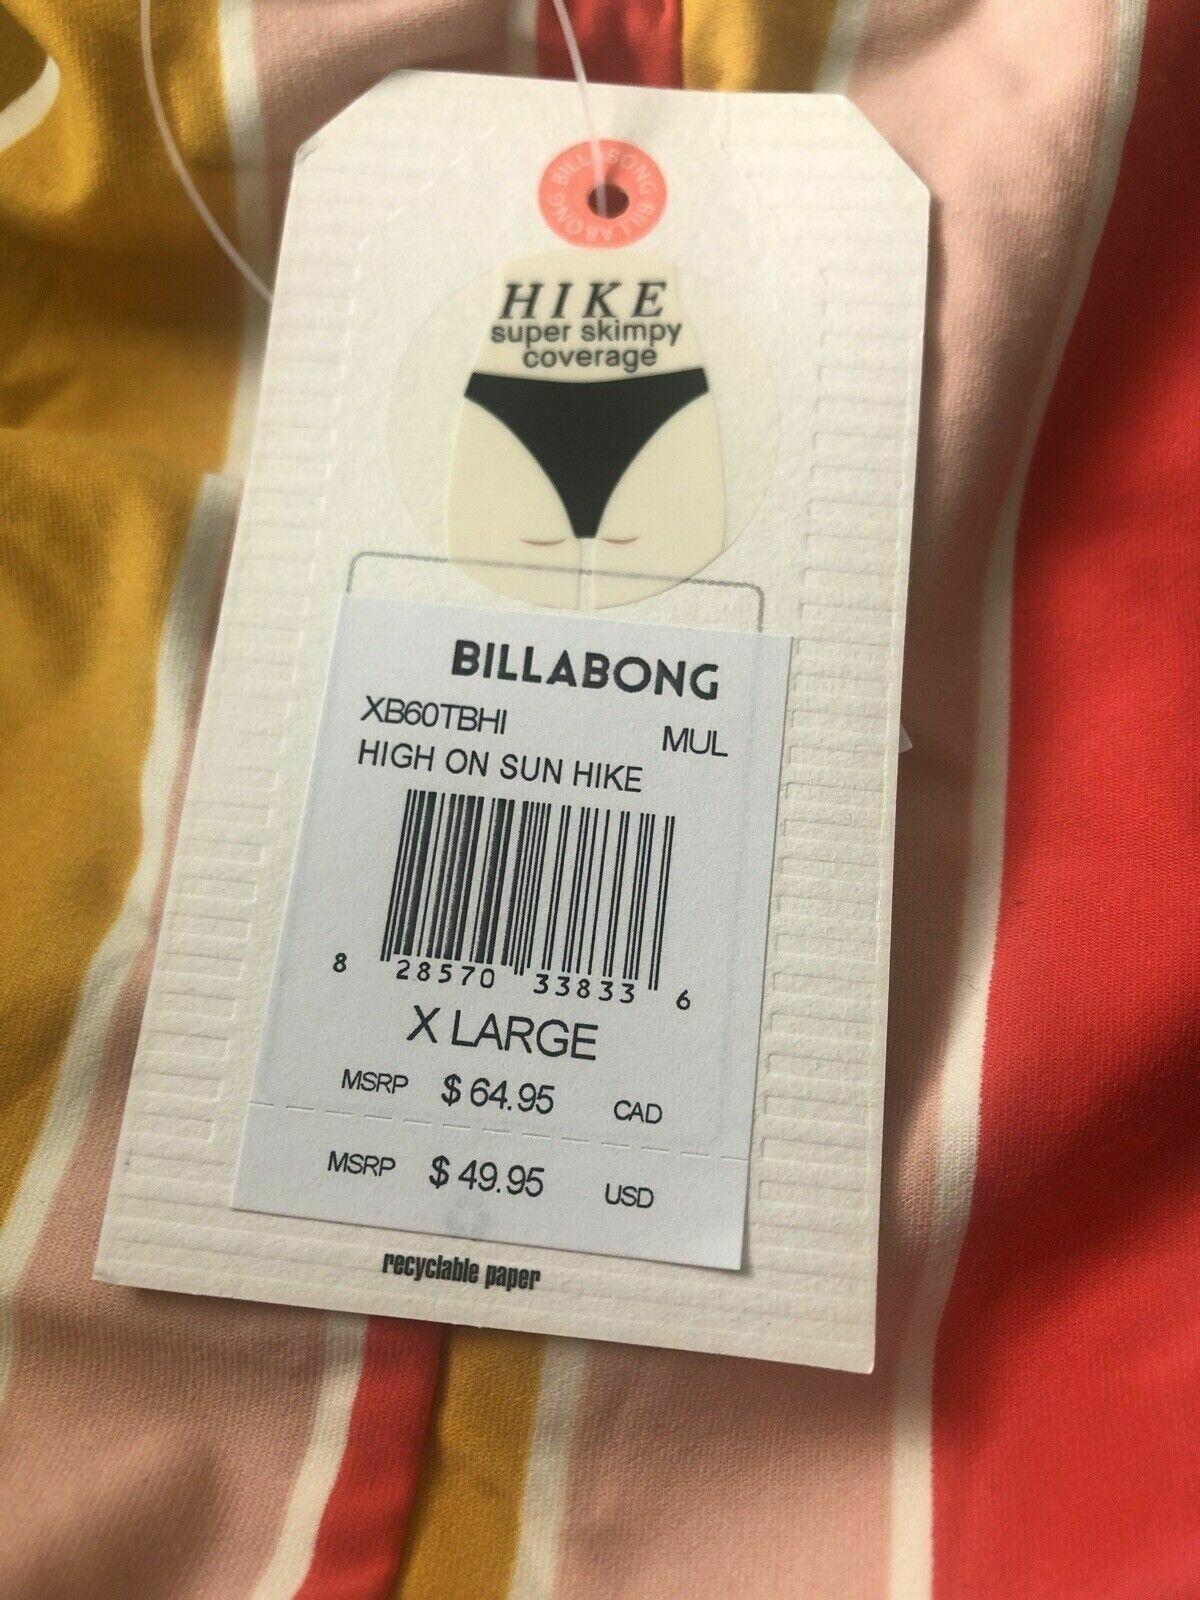 BILLABONG BILLABONG
HIKE
super skimpy
coverage
BILLABONG
XB60TBHI MUL
HIGH ON SUN HIKE
8 28570 33833 6
X LARGE
MSRP $ 64.95 CAD
MSRP $ 49.95 USD
recyclable paper